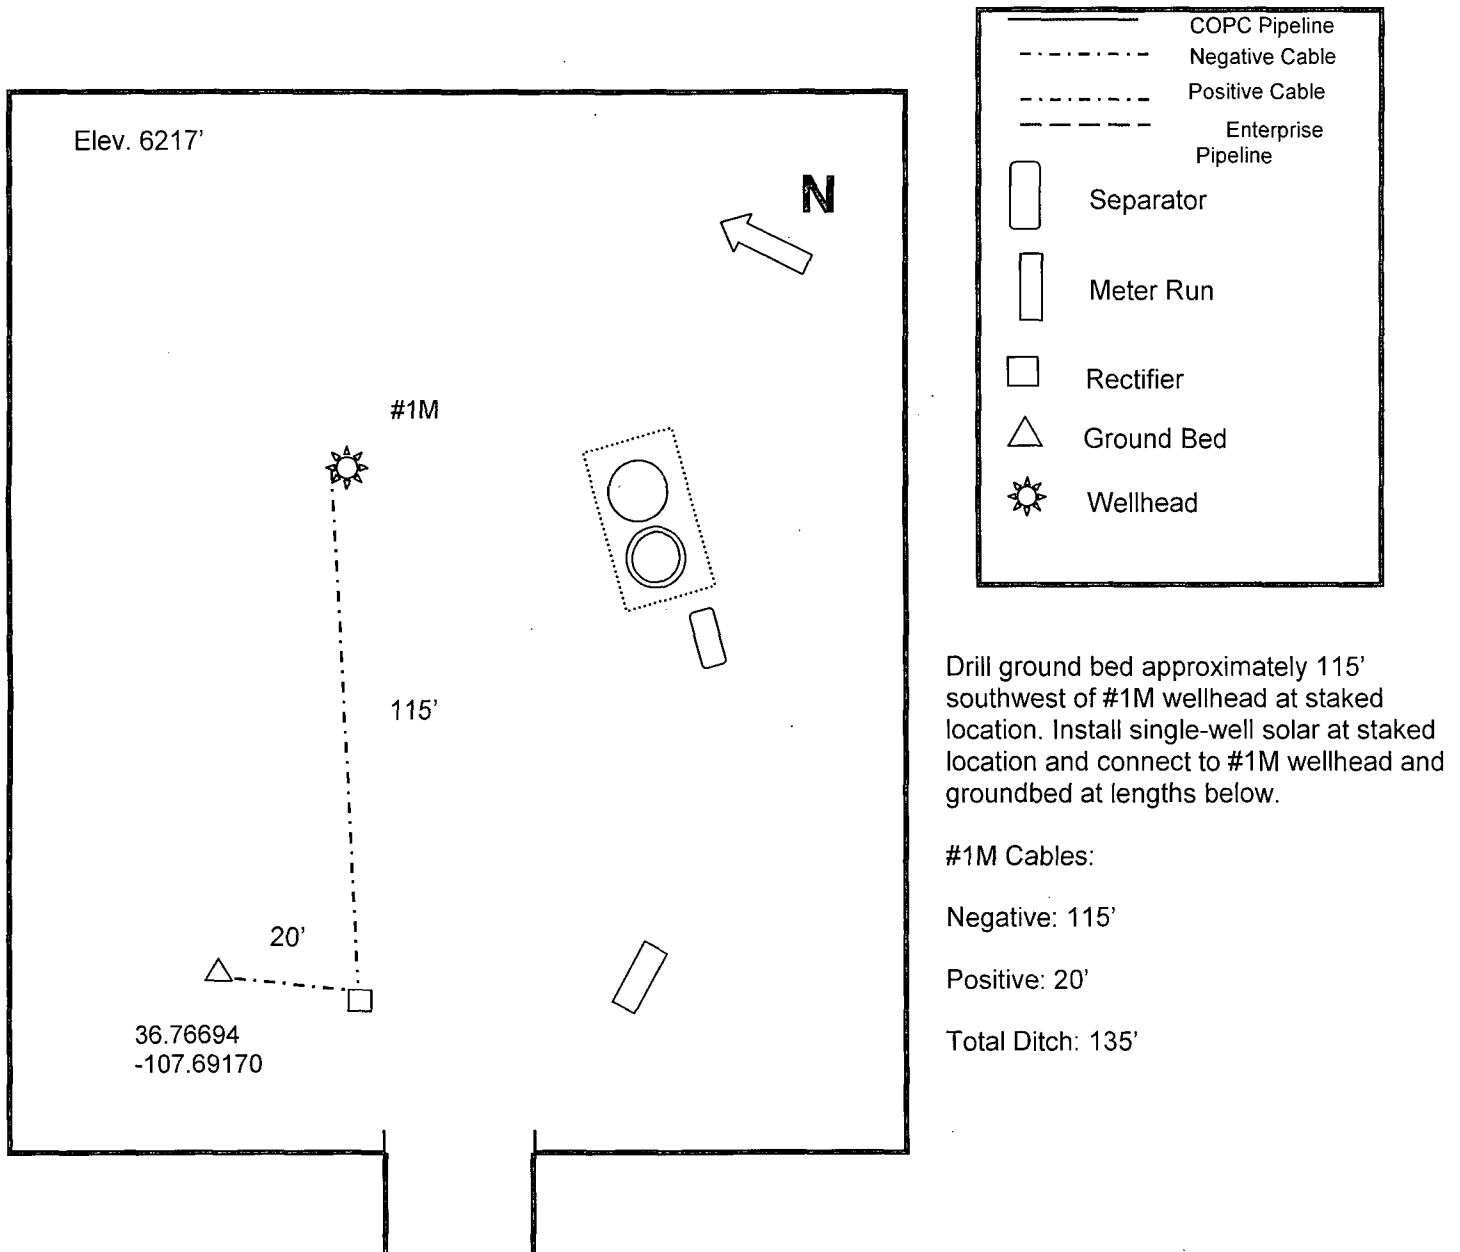 COPC Pipeline
Negative Cable
Positive Cable
Enterprise
Pipeline
Separator
Meter Run
Rectifier
Ground Bed
Wellhead
Elev. 6217’
N
#1M
115’
20’
36.76694
-107.69170
Drill ground bed approximately 115’
southwest of #1M wellhead at staked
location. Install single-well solar at staked
location and connect to #1M wellhead and
groundbed at lengths below.
#1M Cables:
Negative: 115’
Positive: 20’
Total Ditch: 135’